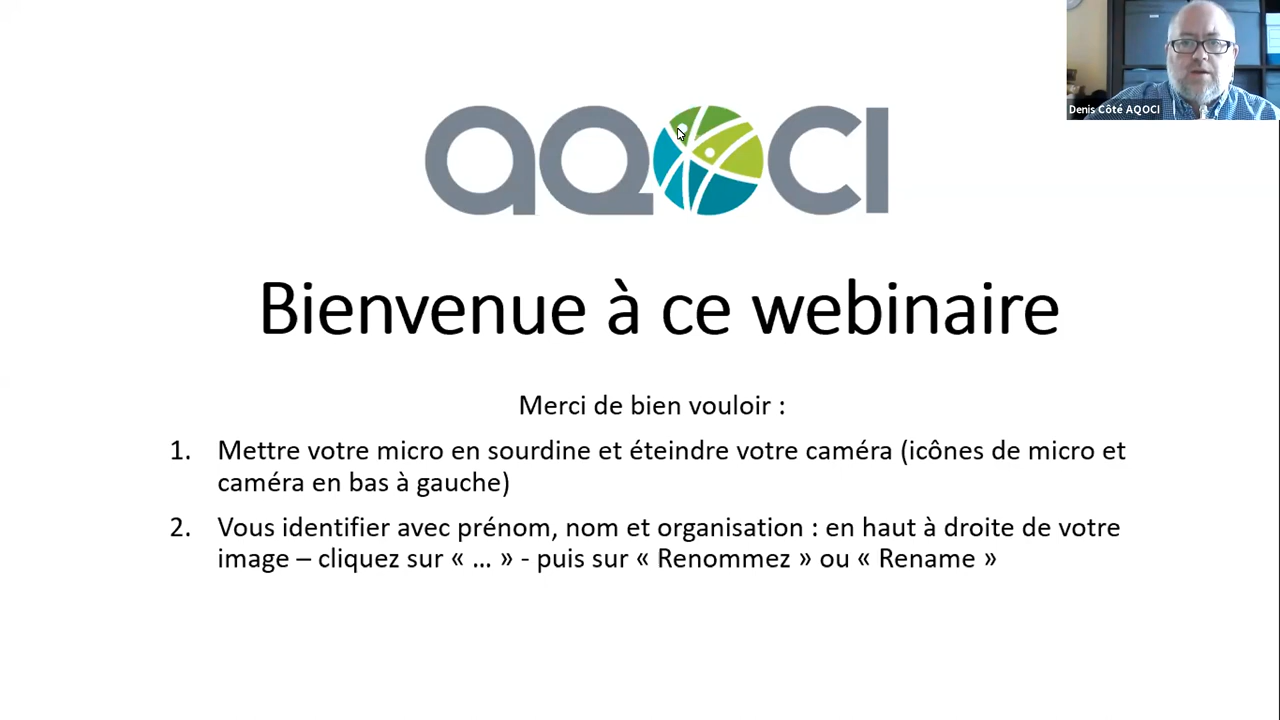 Denis Côté AQOCI
AQOCI
Bienvenue à ce webinaire
Merci de bien vouloir :
1. Mettre votre micro en sourdine et éteindre votre caméra (icônes de micro et
caméra en bas à gauche)
2. Vous identifier avec prénom, nom et organisation : en haut à droite de votre
image – cliquez sur « ... » - puis sur « Renommez » ou « Rename »